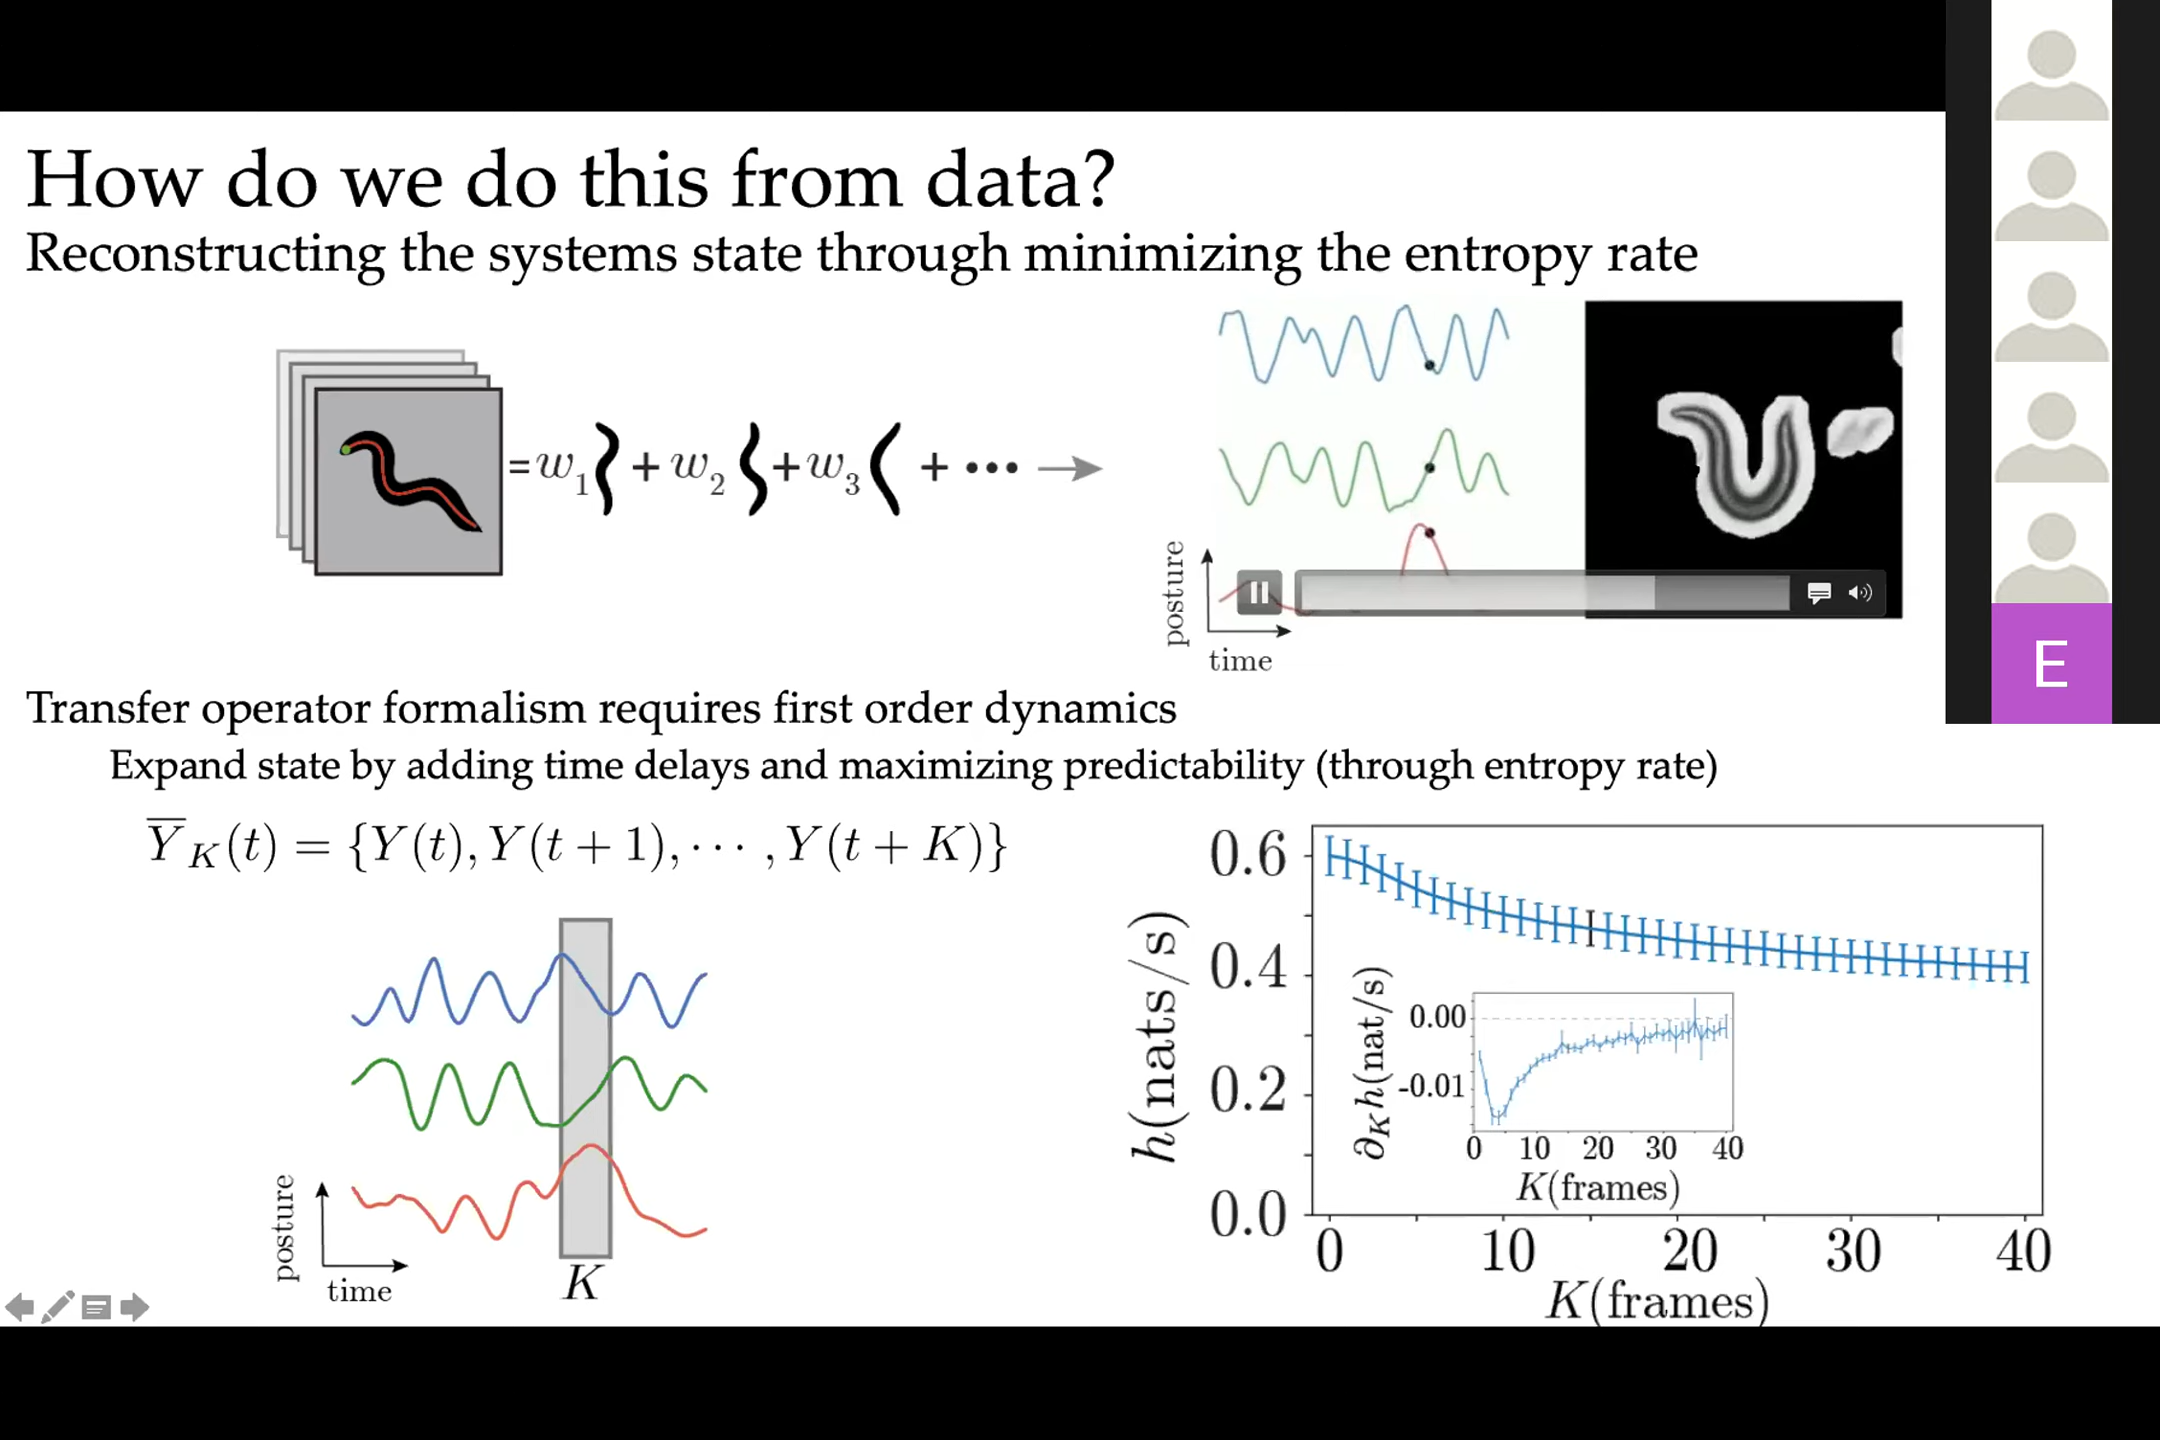 How do we do this from data?
Reconstructing the systems state through minimizing the entropy rate
=w₁ + w₂ +w₃ + ••• →
posture
time
E
Transfer operator formalism requires first order dynamics
Expand state by adding time delays and maximizing predictability (through entropy rate)
Y̅_K(t) = {Y(t), Y(t + 1), ··· , Y(t + K)}
posture
time
K
h(nats/s)
0.6
0.4
0.2
0.0
0 10 20 30 40
K(frames)
∂_K h(nat/s)
0.00
-0.01
0 10 20 30 40
K(frames)